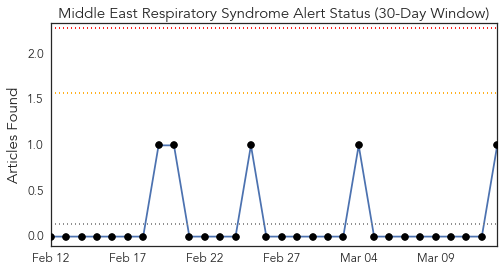 Middle East Respiratory Syndrome Alert Status (30-Day Window)
Articles Found
2.0
1.5
1.0
0.5
0.0
Feb 12 Feb 17 Feb 22 Feb 27 Mar 04 Mar 09